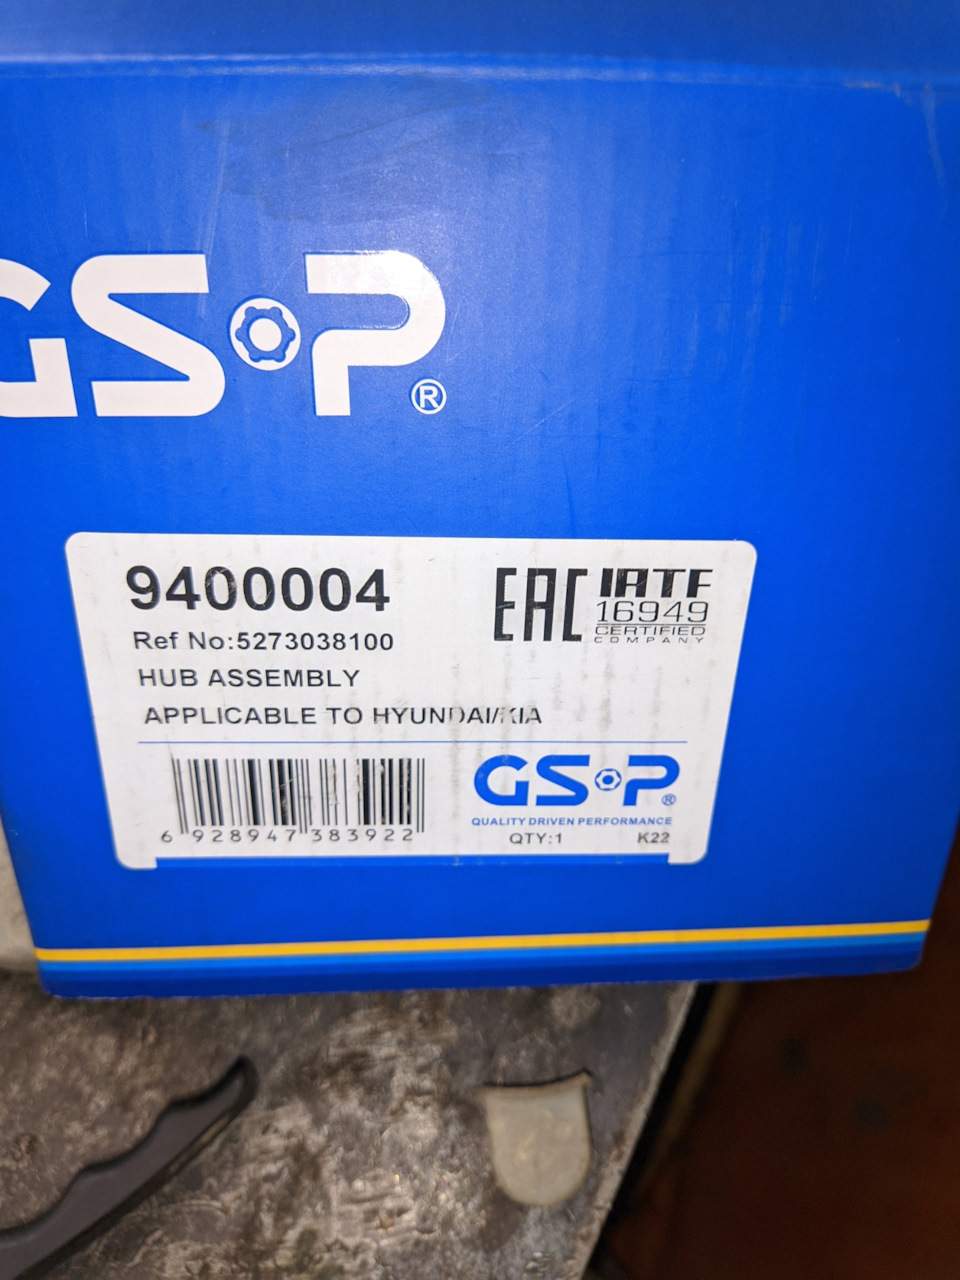 GS P®
9400004
EAC
IATF
16949
CERTIFIED
COMPANY
Ref No:5273038100
HUB ASSEMBLY
APPLICABLE TO HYUNDAI/KIA
6 928947 383922
GS P®
QUALITY DRIVEN PERFORMANCE
QTY:1 K22